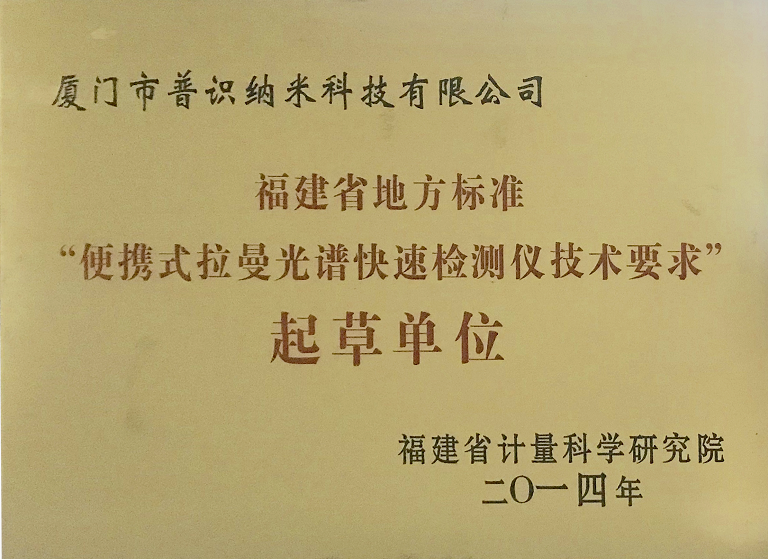 厦门市普识纳米科技有限公司
福建省地方标准
“便携式拉曼光谱快速检测仪技术要求”
起草单位
福建省计量科学研究院
二〇一四年